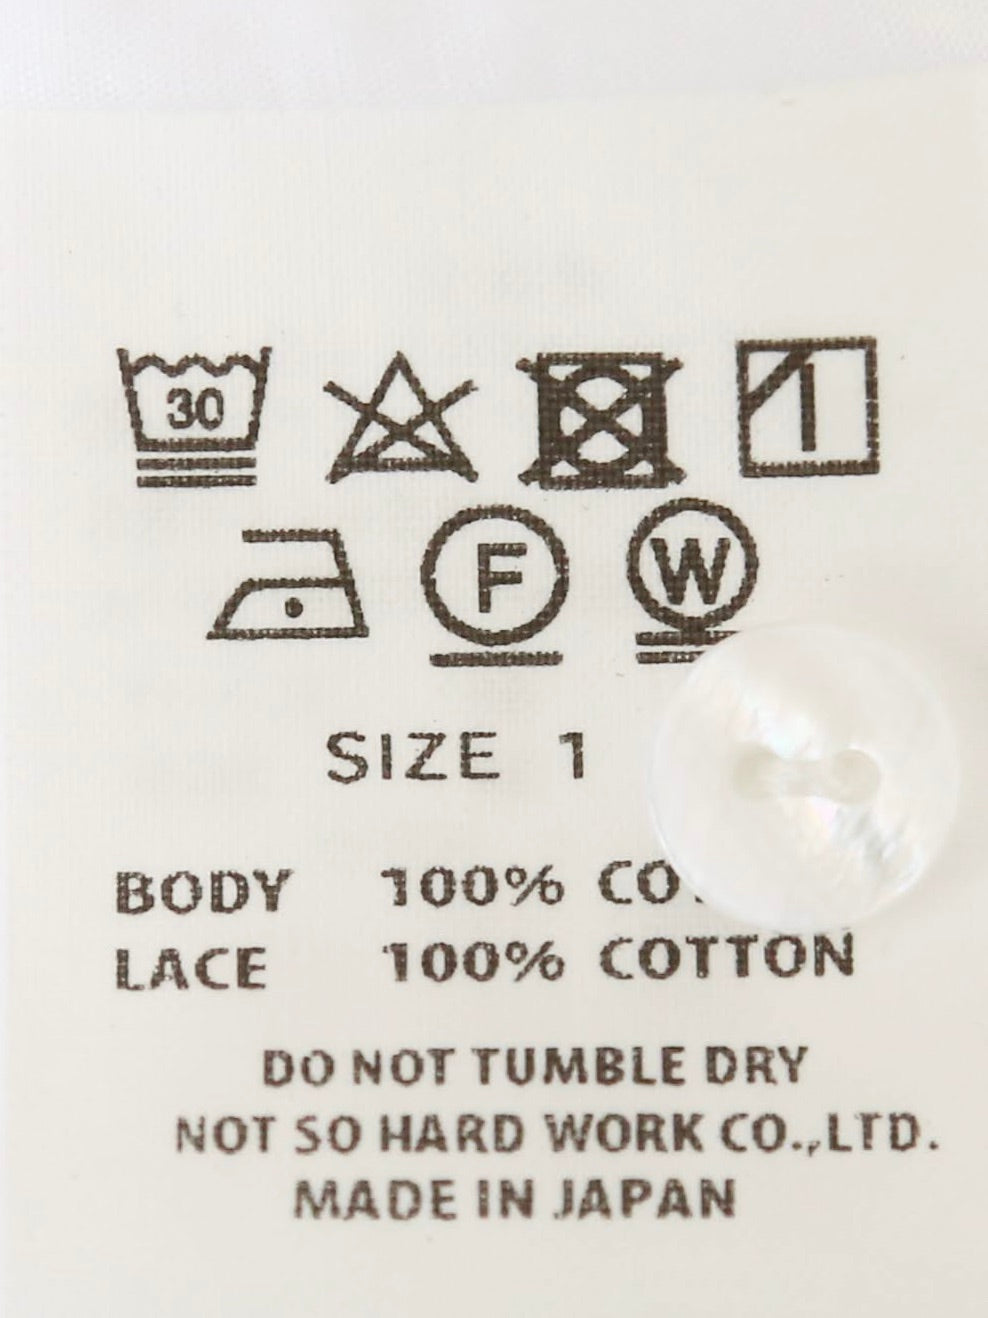 30
F W
SIZE 1
BODY 100%
LACE 100% COTTON
DO NOT TUMBLE DRY
NOT SO HARD WORK CO.,LTD.
MADE IN JAPAN